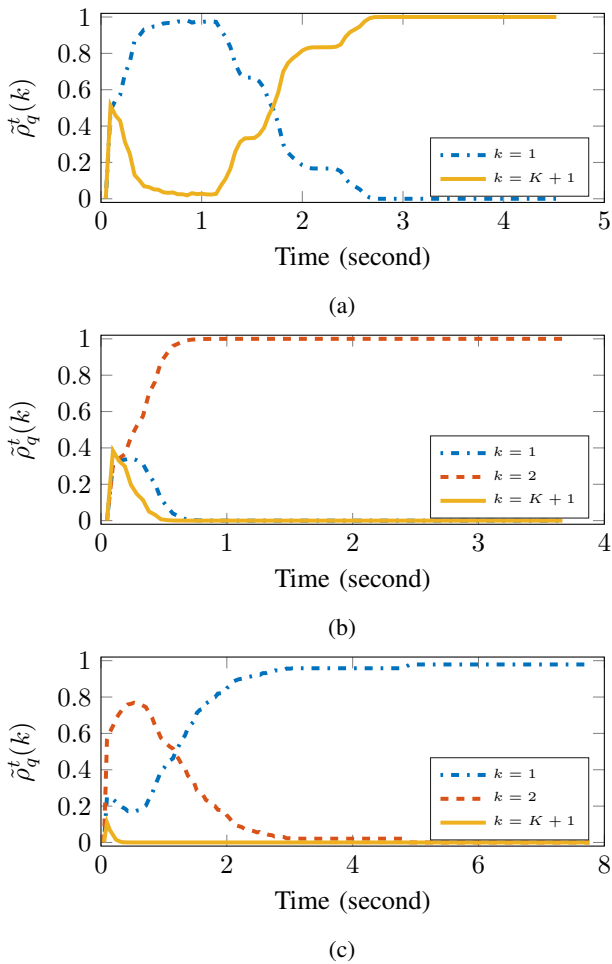 1
0.8
0.6
0.4
0.2
0
ρ̃_q^t(k)
k = 1
k = K + 1
0 1 2 3 4 5
Time (second)
(a)
1
0.8
0.6
0.4
0.2
0
ρ̃_q^t(k)
k = 1
k = 2
k = K + 1
0 1 2 3 4
Time (second)
(b)
1
0.8
0.6
0.4
0.2
0
ρ̃_q^t(k)
k = 1
k = 2
k = K + 1
0 2 4 6 8
Time (second)
(c)